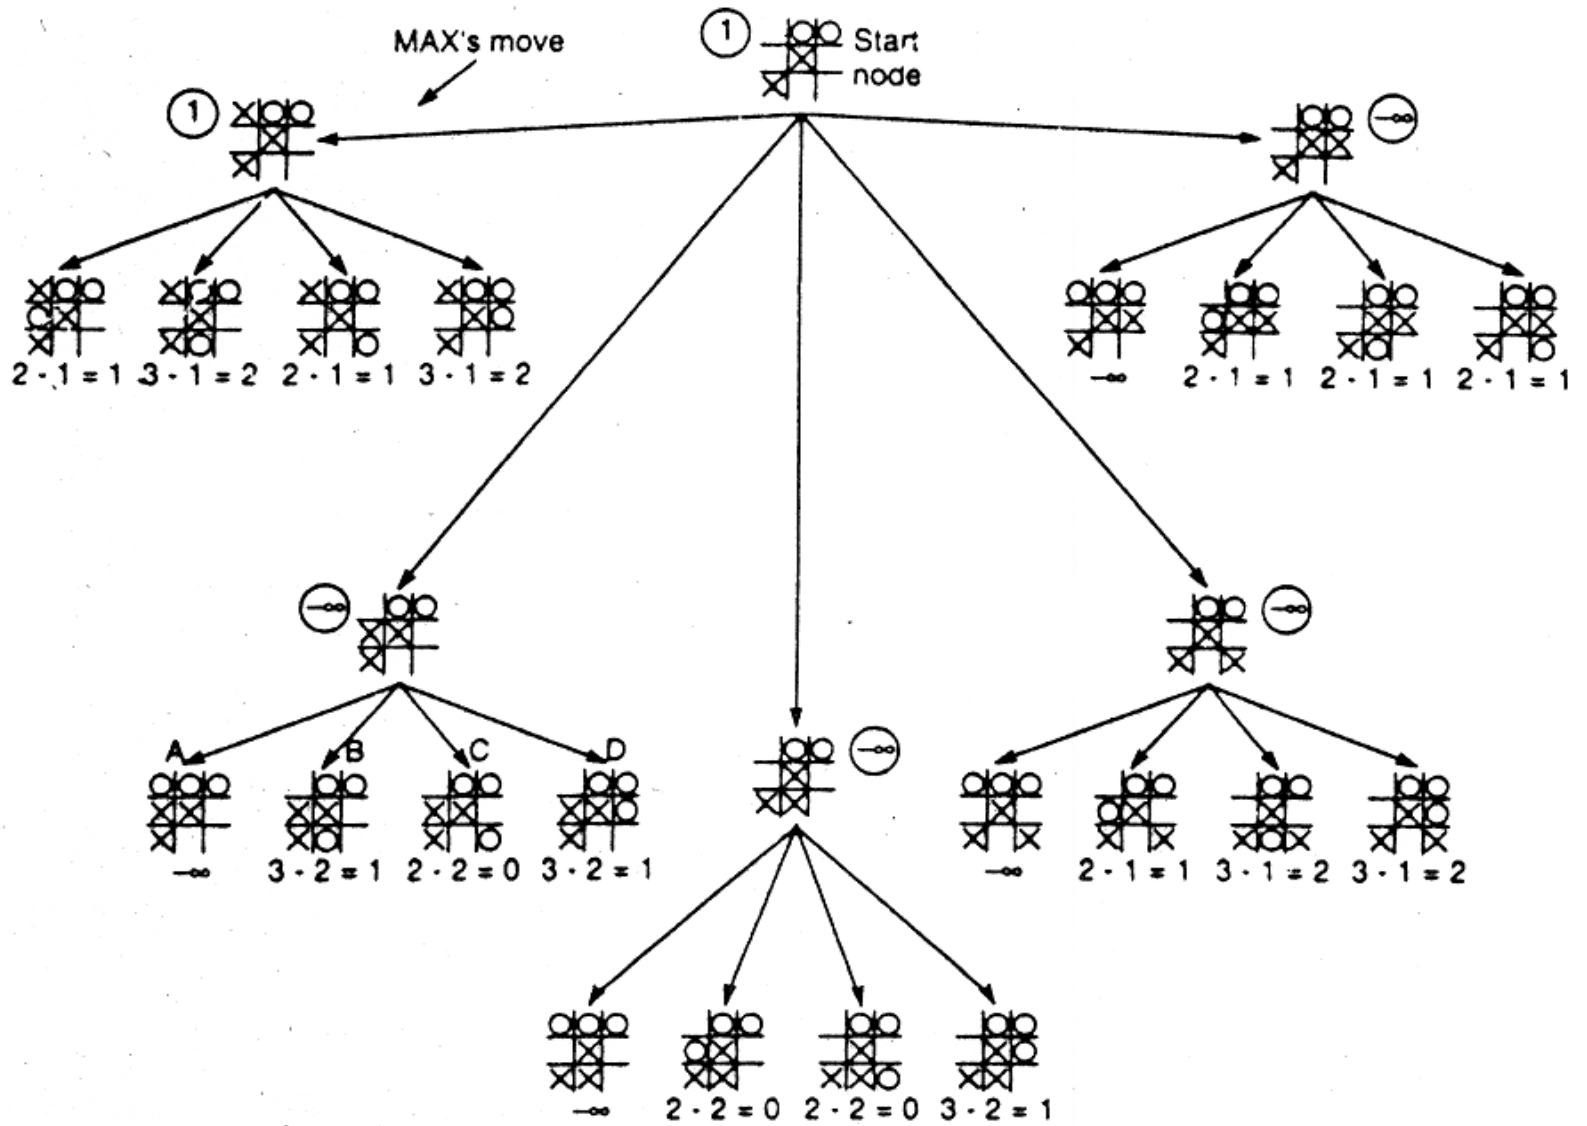 MAX's move
1
Start
node
1
-∞
2 - 1 = 1
3 - 1 = 2
2 - 1 = 1
3 - 1 = 2
-∞
2 - 1 = 1
2 - 1 = 1
2 - 1 = 1
-∞
-∞
-∞
A
B
C
D
-∞
3 - 2 = 1
2 - 2 = 0
3 - 2 = 1
-∞
2 - 1 = 1
3 - 1 = 2
3 - 1 = 2
-∞
2 - 2 = 0
2 - 2 = 0
3 - 2 = 1